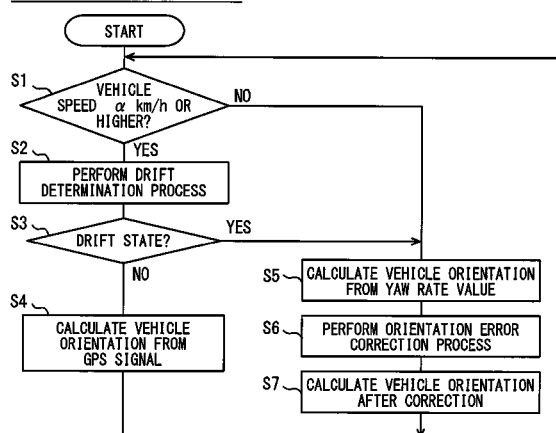 START
S1
VEHICLE
SPEED α km/h OR
HIGHER?
NO
YES
S2
PERFORM DRIFT
DETERMINATION PROCESS
S3
DRIFT STATE?
YES
NO
S4
CALCULATE VEHICLE
ORIENTATION FROM
GPS SIGNAL
S5
CALCULATE VEHICLE ORIENTATION
FROM YAW RATE VALUE
S6
PERFORM ORIENTATION ERROR
CORRECTION PROCESS
S7
CALCULATE VEHICLE ORIENTATION
AFTER CORRECTION